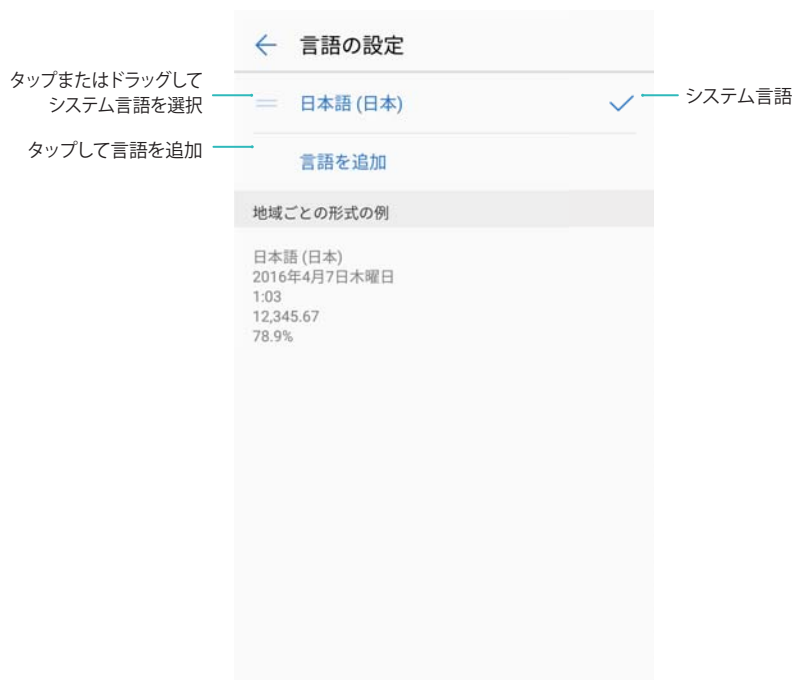 言語の設定
タップまたはドラッグして
システム言語を選択
日本語 (日本)
システム言語
タップして言語を追加
言語を追加
地域ごとの形式の例
日本語 (日本)
2016年4月7日木曜日
1:03
12,345.67
78.9%